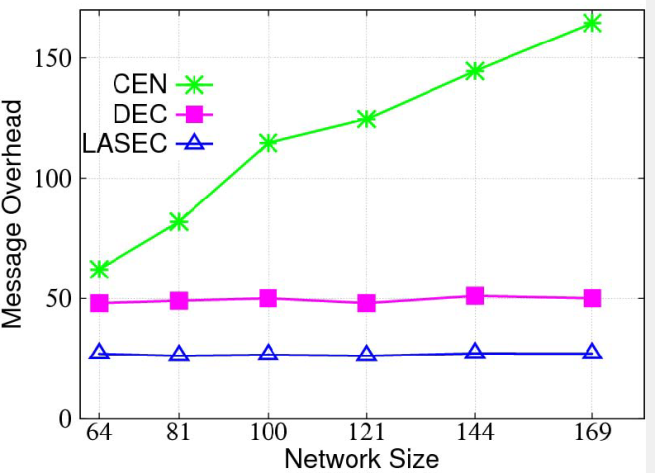 150
CEN
DEC
LASEC
100
50
0
64 81 100 121 144 169
Message Overhead
Network Size